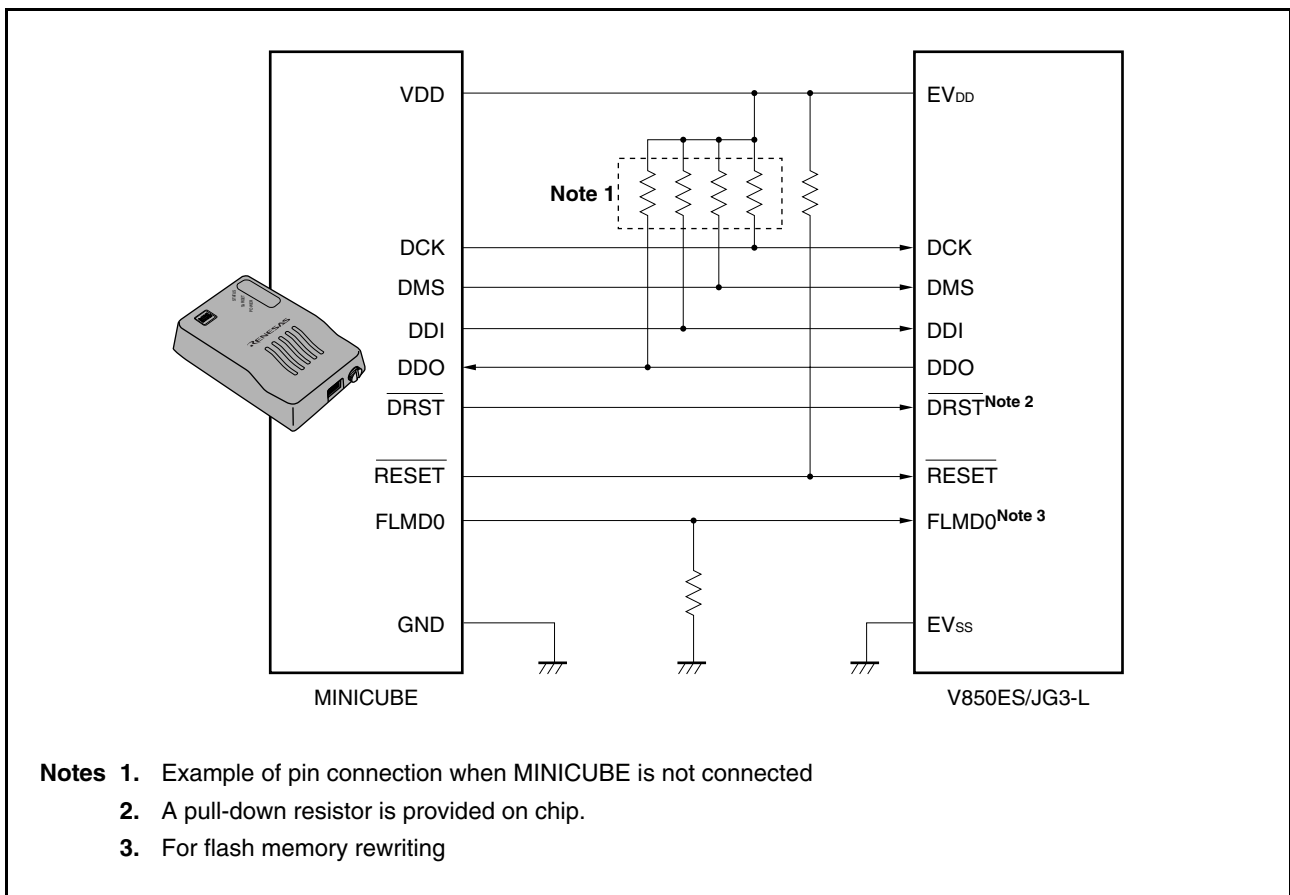 VDD
EVDD
Note 1
DCK
DCK
DMS
DMS
DDI
DDI
DDO
DDO
DRST
DRSTNote 2
RESET
RESET
FLMD0
FLMD0Note 3
GND
EVSS
RENESAS
MINICUBE
V850ES/JG3-L
Notes 1. Example of pin connection when MINICUBE is not connected
2. A pull-down resistor is provided on chip.
3. For flash memory rewriting